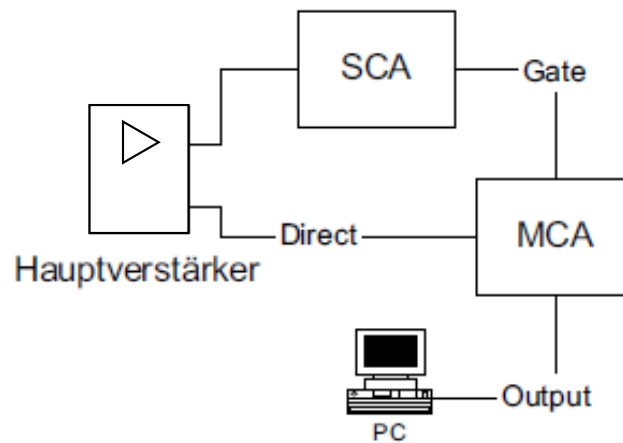 SCA
Gate
Direct
MCA
Hauptverstärker
Output
PC